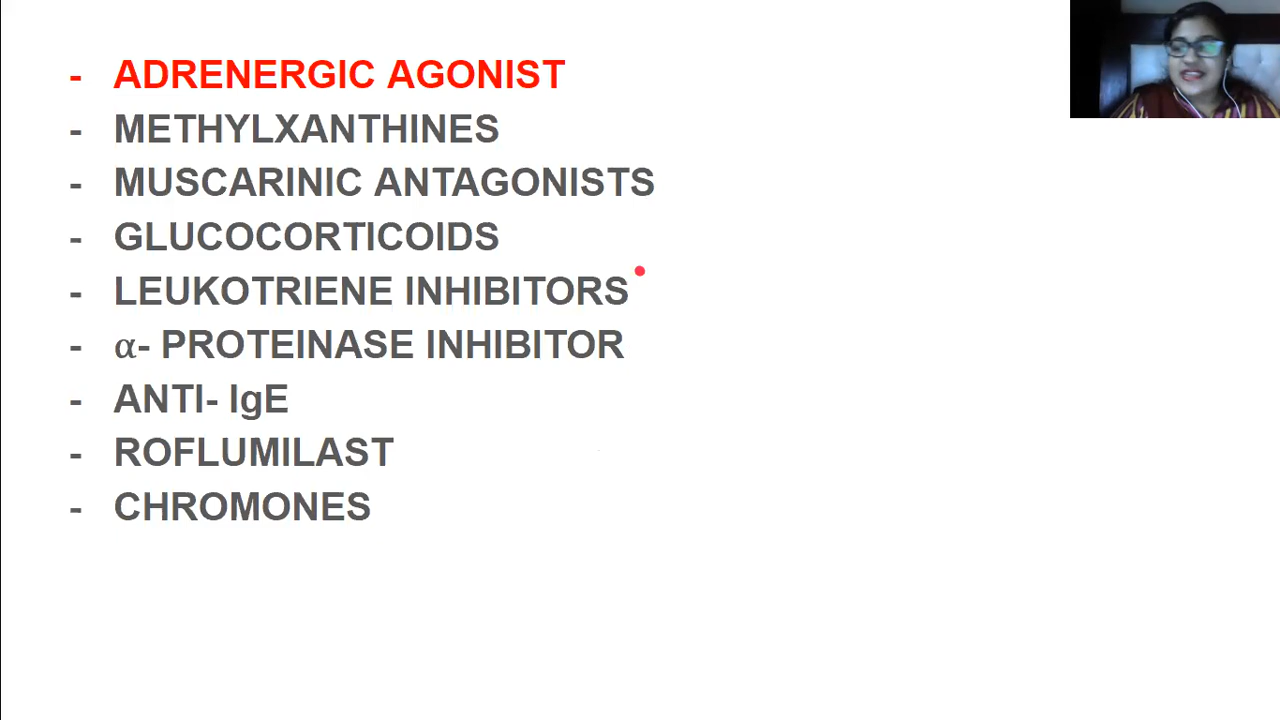 - ADRENERGIC AGONIST
- METHYLXANTHINES
- MUSCARINIC ANTAGONISTS
- GLUCOCORTICOIDS
- LEUKOTRIENE INHIBITORS
- α- PROTEINASE INHIBITOR
- ANTI- IgE
- ROFLUMILAST
- CHROMONES